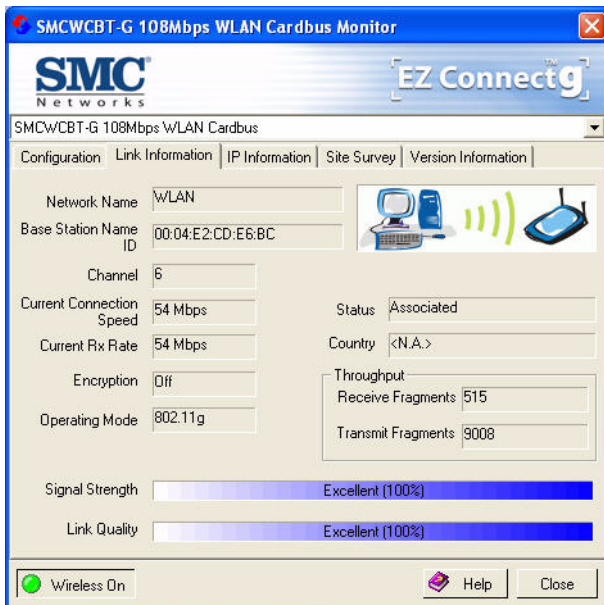 SMCWCBT-G 108Mbps WLAN Cardbus Monitor
SMC®
Networks
EZ Connect™ g
SMCWCBT-G 108Mbps WLAN Cardbus
Configuration Link Information IP Information Site Survey Version Information
Network Name WLAN
Base Station Name
ID 00:04:E2:CD:E6:BC
Channel 6
Current Connection
Speed 54 Mbps
Status Associated
Current Rx Rate 54 Mbps
Country <N.A.>
Encryption Off
Throughput
Receive Fragments 515
Operating Mode 802.11g
Transmit Fragments 9008
Signal Strength Excellent (100%)
Link Quality Excellent (100%)
Wireless On Help Close